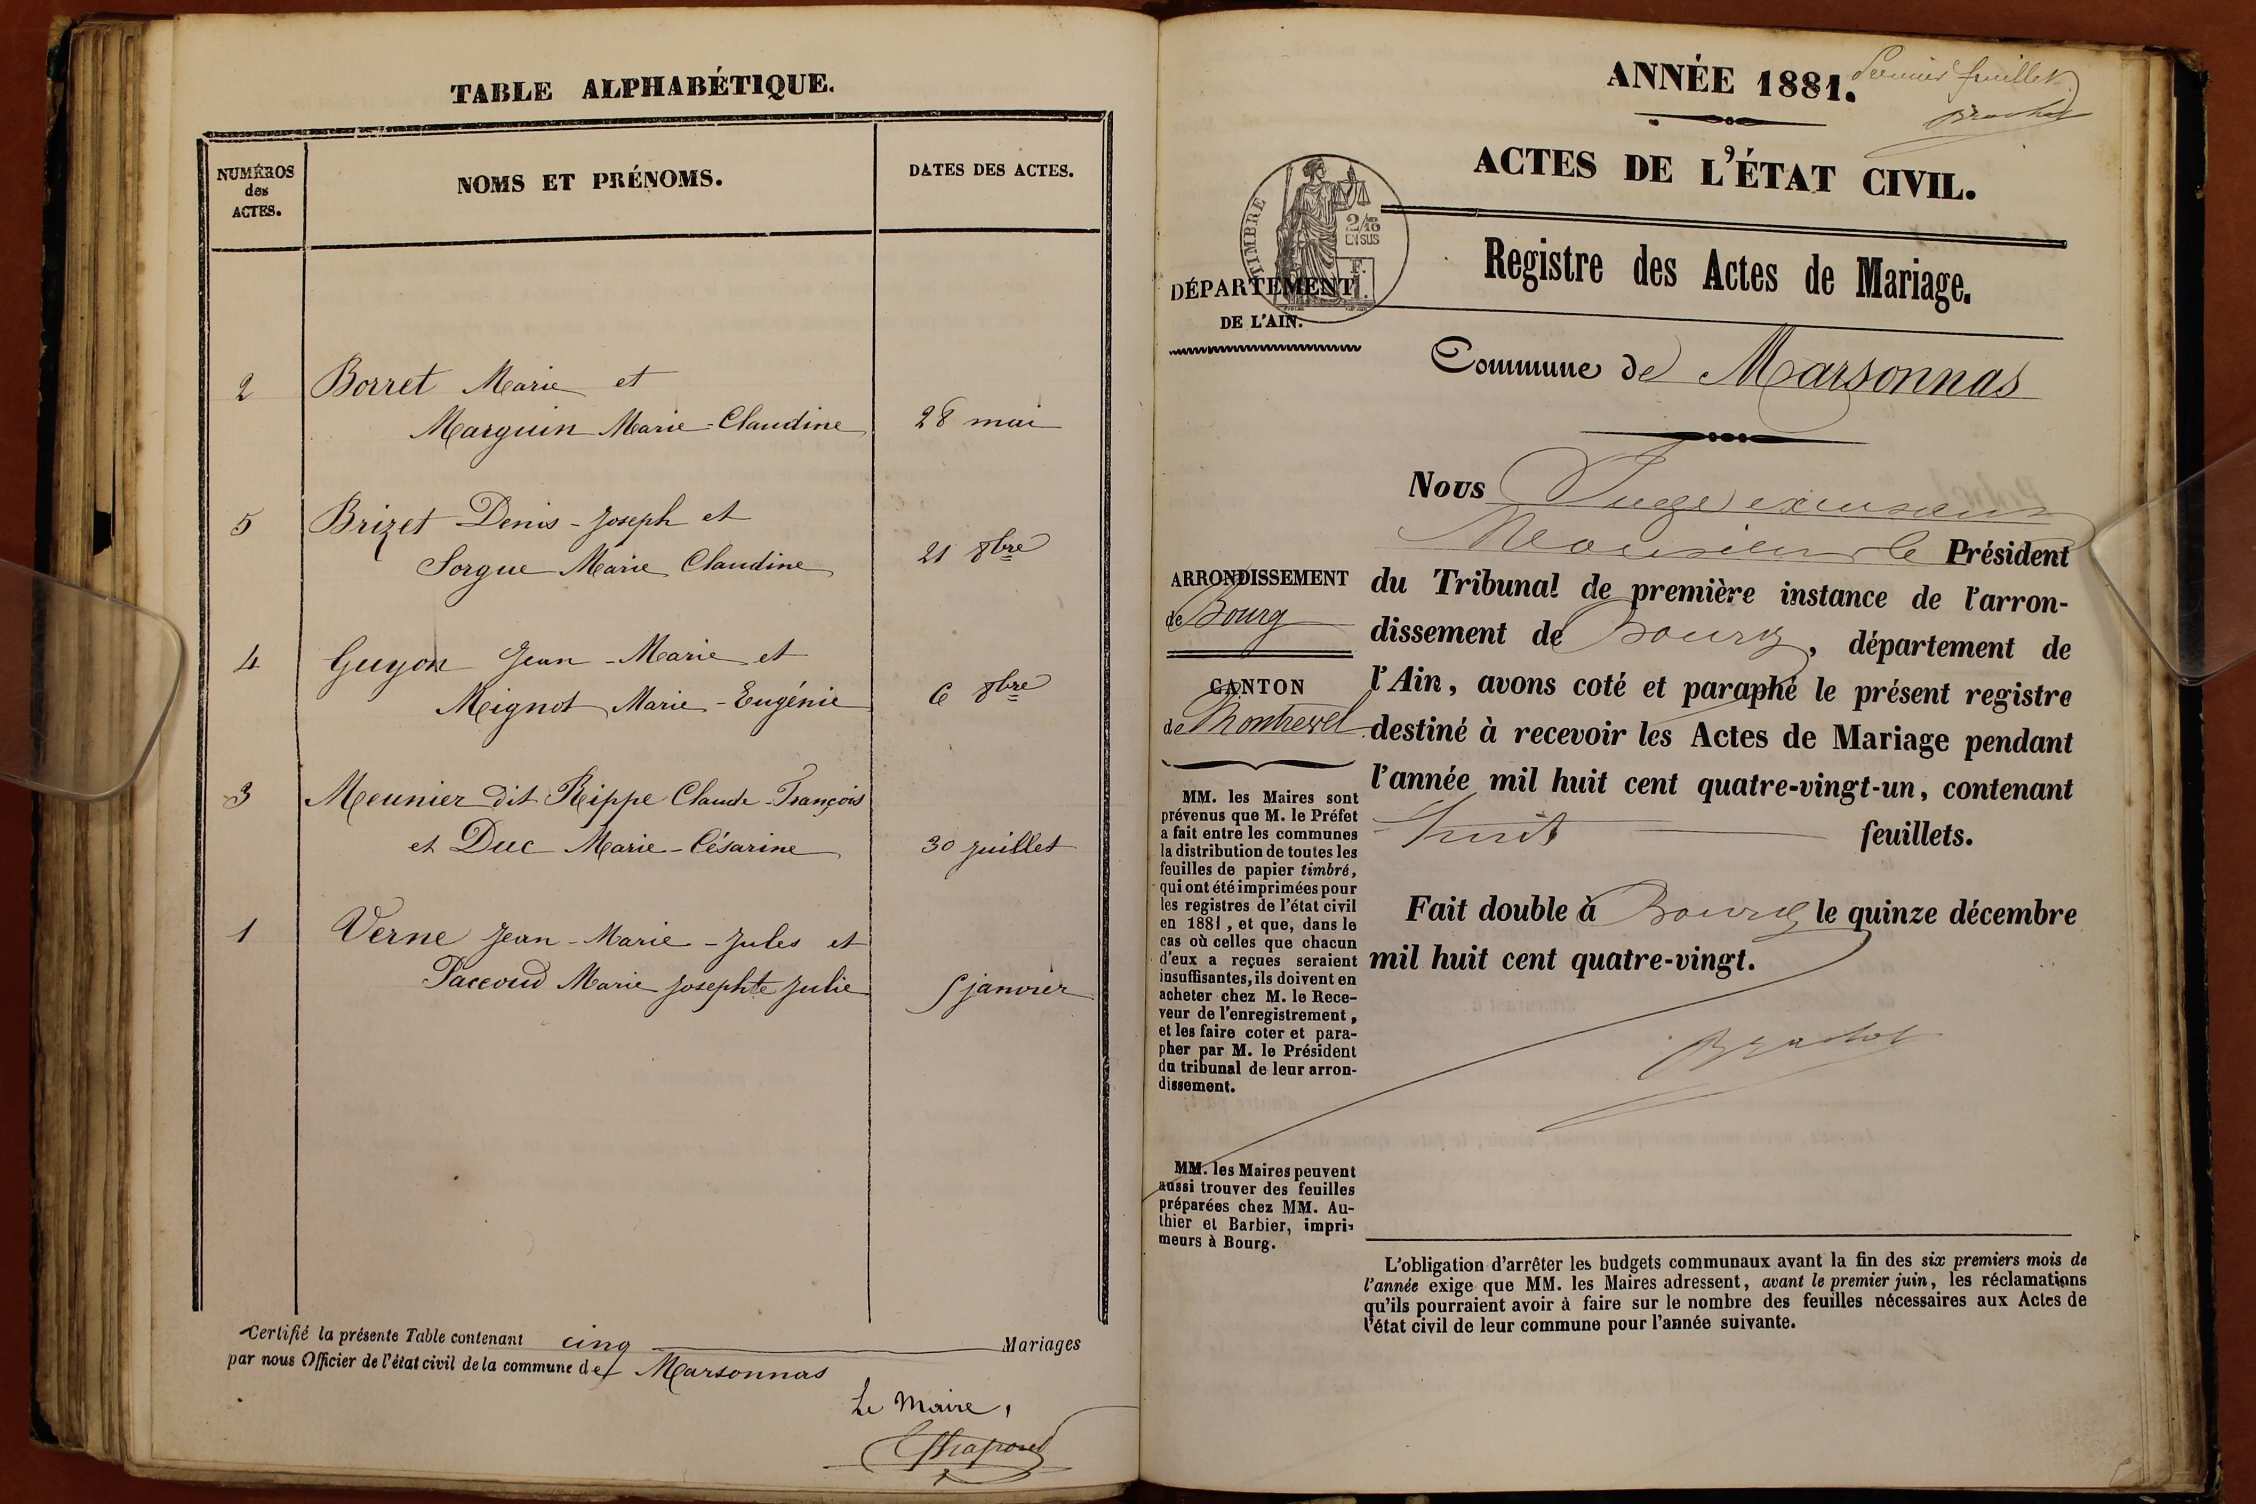 TABLE ALPHABÉTIQUE.
NUMÉROS
des
ACTES.
NOMS ET PRÉNOMS.
DATES DES ACTES.
2 Borret Marie et
Marguin Marie-Claudine 28 mai
5 Brizet Denis-Joseph et
Sorgue Marie Claudine 21 8bre
4 Guyon Jean-Marie et
Mignot Marie-Eugénie 6 8bre
3 Meunier dit Rippe Claude-François
et Duc Marie-Césarine 30 juillet
1 Verne Jean-Marie-Jules et
Paccoud Marie Josephte Julie 5 janvier
Certifié la présente Table contenant cinq Mariages
par nous Officier de l'état civil de la commune de Marsonnas
Le Maire,
ANNÉE 1881.
Premier feuillet
Brachet
ACTES DE L'ÉTAT CIVIL.
TIMBRE
2/10
EN SUS
F.
1.
DÉPARTEMENT
DE L'AIN.
Registre des Actes de Mariage.
Commune de Marsonnas
ARRONDISSEMENT
de Bourg
CANTON
de Montrevel
MM. les Maires sont
prévenus que M. le Préfet
a fait entre les communes
la distribution de toutes les
feuilles de papier timbré,
qui ont été imprimées pour
les registres de l'état civil
en 1881, et que, dans le
cas où celles que chacun
d'eux a reçues seraient
insuffisantes, ils doivent en
acheter chez M. le Rece-
veur de l'enregistrement,
et les faire coter et para-
pher par M. le Président
du tribunal de leur arron-
dissement.
MM. les Maires peuvent
aussi trouver des feuilles
préparées chez MM. Au-
thier et Barbier, impri-
meurs à Bourg.
Nous Juge
Monsieur le Président
du Tribunal de première instance de l'arron-
dissement de Bourg, département de
l'Ain, avons coté et paraphé le présent registre
destiné à recevoir les Actes de Mariage pendant
l'année mil huit cent quatre-vingt-un, contenant
huit feuillets.
Fait double à Bourg le quinze décembre
mil huit cent quatre-vingt.
Brachet
L'obligation d'arrêter les budgets communaux avant la fin des six premiers mois de
l'année exige que MM. les Maires adressent, avant le premier juin, les réclamations
qu'ils pourraient avoir à faire sur le nombre des feuilles nécessaires aux Actes de
l'état civil de leur commune pour l'année suivante.